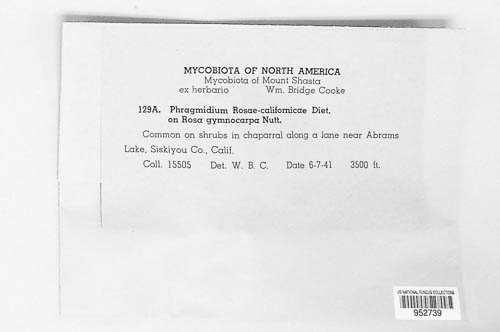 MYCOBIOTA OF NORTH AMERICA
Mycobiota of Mount Shasta
ex herbario Wm. Bridge Cooke
129A. Phragmidium Rosae-californicae Diet.
on Rosa gymnocarpa Nutt.
Common on shrubs in chaparral along a lane near Abrams
Lake, Siskiyou Co., Calif.
Coll. 15505 Det. W. B. C. Date 6-7-41 3500 ft.
US NATIONAL FUNGUS COLLECTIONS
952739